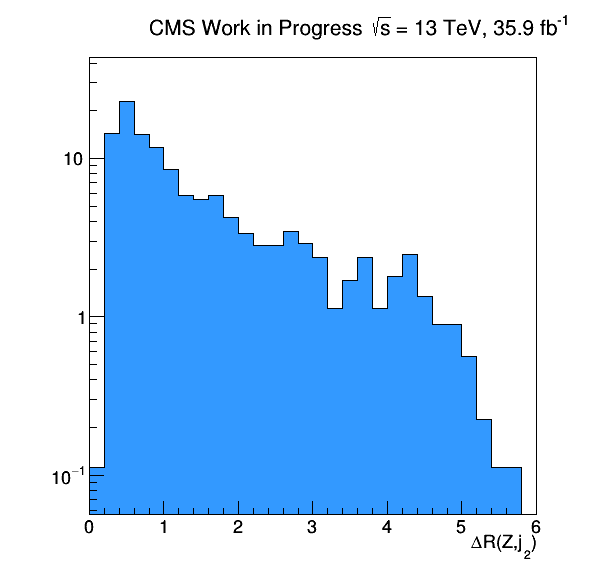 CMS Work in Progress √s = 13 TeV, 35.9 fb⁻¹
10
1
10⁻¹
0 1 2 3 4 5 6
ΔR(Z,j₂)